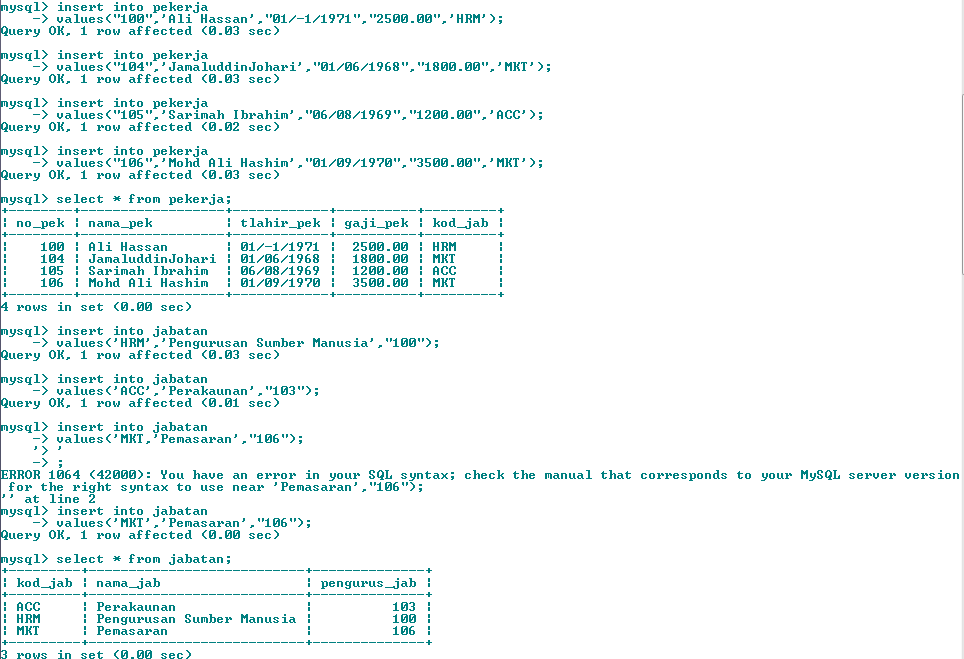 mysql> insert into pekerja
-> values("100",'Ali Hassan',"01/-1/1971","2500.00",'HRM');
Query OK, 1 row affected (0.03 sec)
mysql> insert into pekerja
-> values("104",'JamaluddinJohari',"01/06/1968","1800.00",'MKT');
Query OK, 1 row affected (0.03 sec)
mysql> insert into pekerja
-> values("105",'Sarimah Ibrahim',"06/08/1969","1200.00",'ACC');
Query OK, 1 row affected (0.02 sec)
mysql> insert into pekerja
-> values("106",'Mohd Ali Hashim',"01/09/1970","3500.00",'MKT');
Query OK, 1 row affected (0.03 sec)
mysql> select * from pekerja;
| no_pek | nama_pek | tlahir_pek | gaji_pek | kod_jab |
| 100 | Ali Hassan | 01/-1/1971 | 2500.00 | HRM |
| 104 | JamaluddinJohari | 01/06/1968 | 1800.00 | MKT |
| 105 | Sarimah Ibrahim | 06/08/1969 | 1200.00 | ACC |
| 106 | Mohd Ali Hashim | 01/09/1970 | 3500.00 | MKT |
4 rows in set (0.00 sec)
mysql> insert into jabatan
-> values('HRM','Pengurusan Sumber Manusia',"100");
Query OK, 1 row affected (0.03 sec)
mysql> insert into jabatan
-> values('ACC','Perakaunan',"103");
Query OK, 1 row affected (0.01 sec)
mysql> insert into jabatan
-> values('MKT,'Pemasaran',"106");
'> '
-> ;
ERROR 1064 (42000): You have an error in your SQL syntax; check the manual that corresponds to your MySQL server version
for the right syntax to use near 'Pemasaran',"106");
'' at line 2
mysql> insert into jabatan
-> values('MKT','Pemasaran',"106");
Query OK, 1 row affected (0.00 sec)
mysql> select * from jabatan;
| kod_jab | nama_jab | pengurus_jab |
| ACC | Perakaunan | 103 |
| HRM | Pengurusan Sumber Manusia | 100 |
| MKT | Pemasaran | 106 |
3 rows in set (0.00 sec)